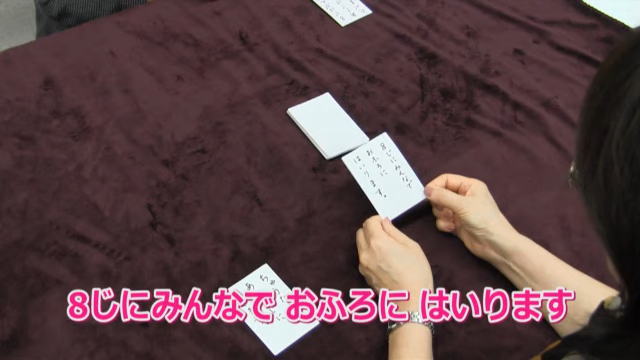 8じにみんなで
おふろに
はいります。
8じにみんなで おふろに はいります